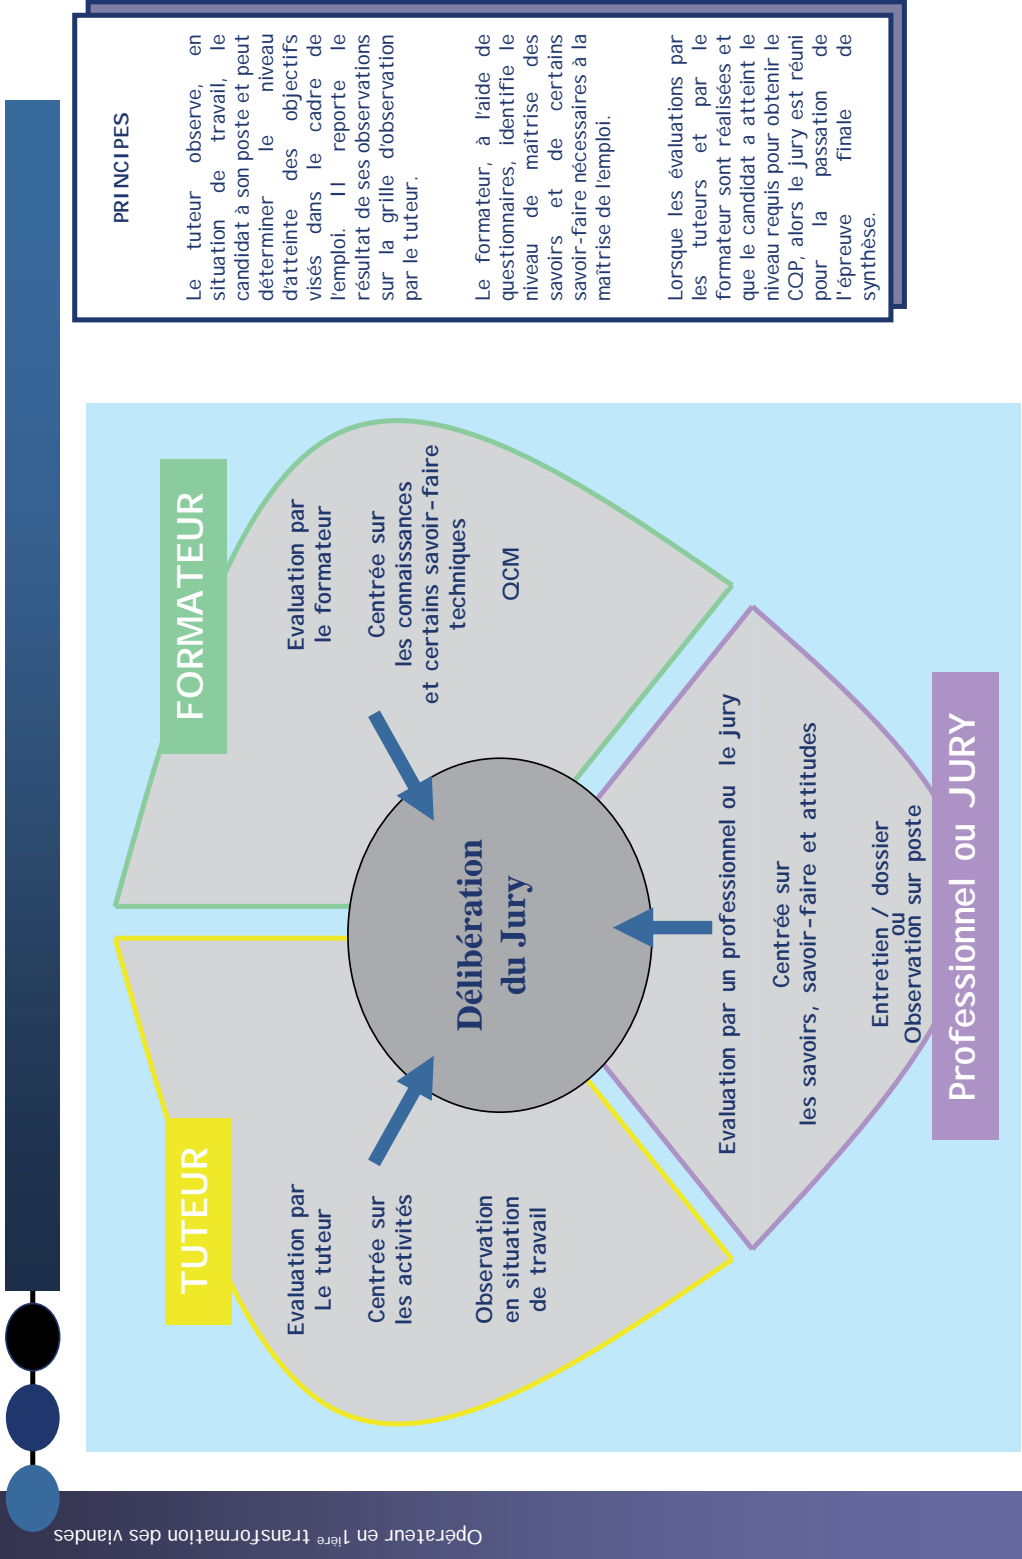 Opérateur en 1ière transformation des viandes
TUTEUR
Evaluation par
Le tuteur
Centrée sur
les activités
Observation
en situation
de travail
FORMATEUR
Evaluation par
le formateur
Centrée sur
les connaissances
et certains savoir-faire
techniques
QCM
Délibération
du Jury
Evaluation par un professionnel ou le jury
Centrée sur
les savoirs, savoir-faire et attitudes
Entretien / dossier
ou
Observation sur poste
Professionnel ou JURY
PRINCIPES
Le tuteur observe, en
situation de travail, le
candidat à son poste et peut
déterminer le niveau
d'atteinte des objectifs
visés dans le cadre de
l'emploi. Il reporte le
résultat de ses observations
sur la grille d'observation
par le tuteur.
Le formateur, à l'aide de
questionnaires, identifie le
niveau de maîtrise des
savoirs et de certains
savoir-faire nécessaires à la
maîtrise de l'emploi.
Lorsque les évaluations par
les tuteurs et par le
formateur sont réalisées et
que le candidat a atteint le
niveau requis pour obtenir le
CQP, alors le jury est réuni
pour la passation de
l'épreuve finale de
synthèse.